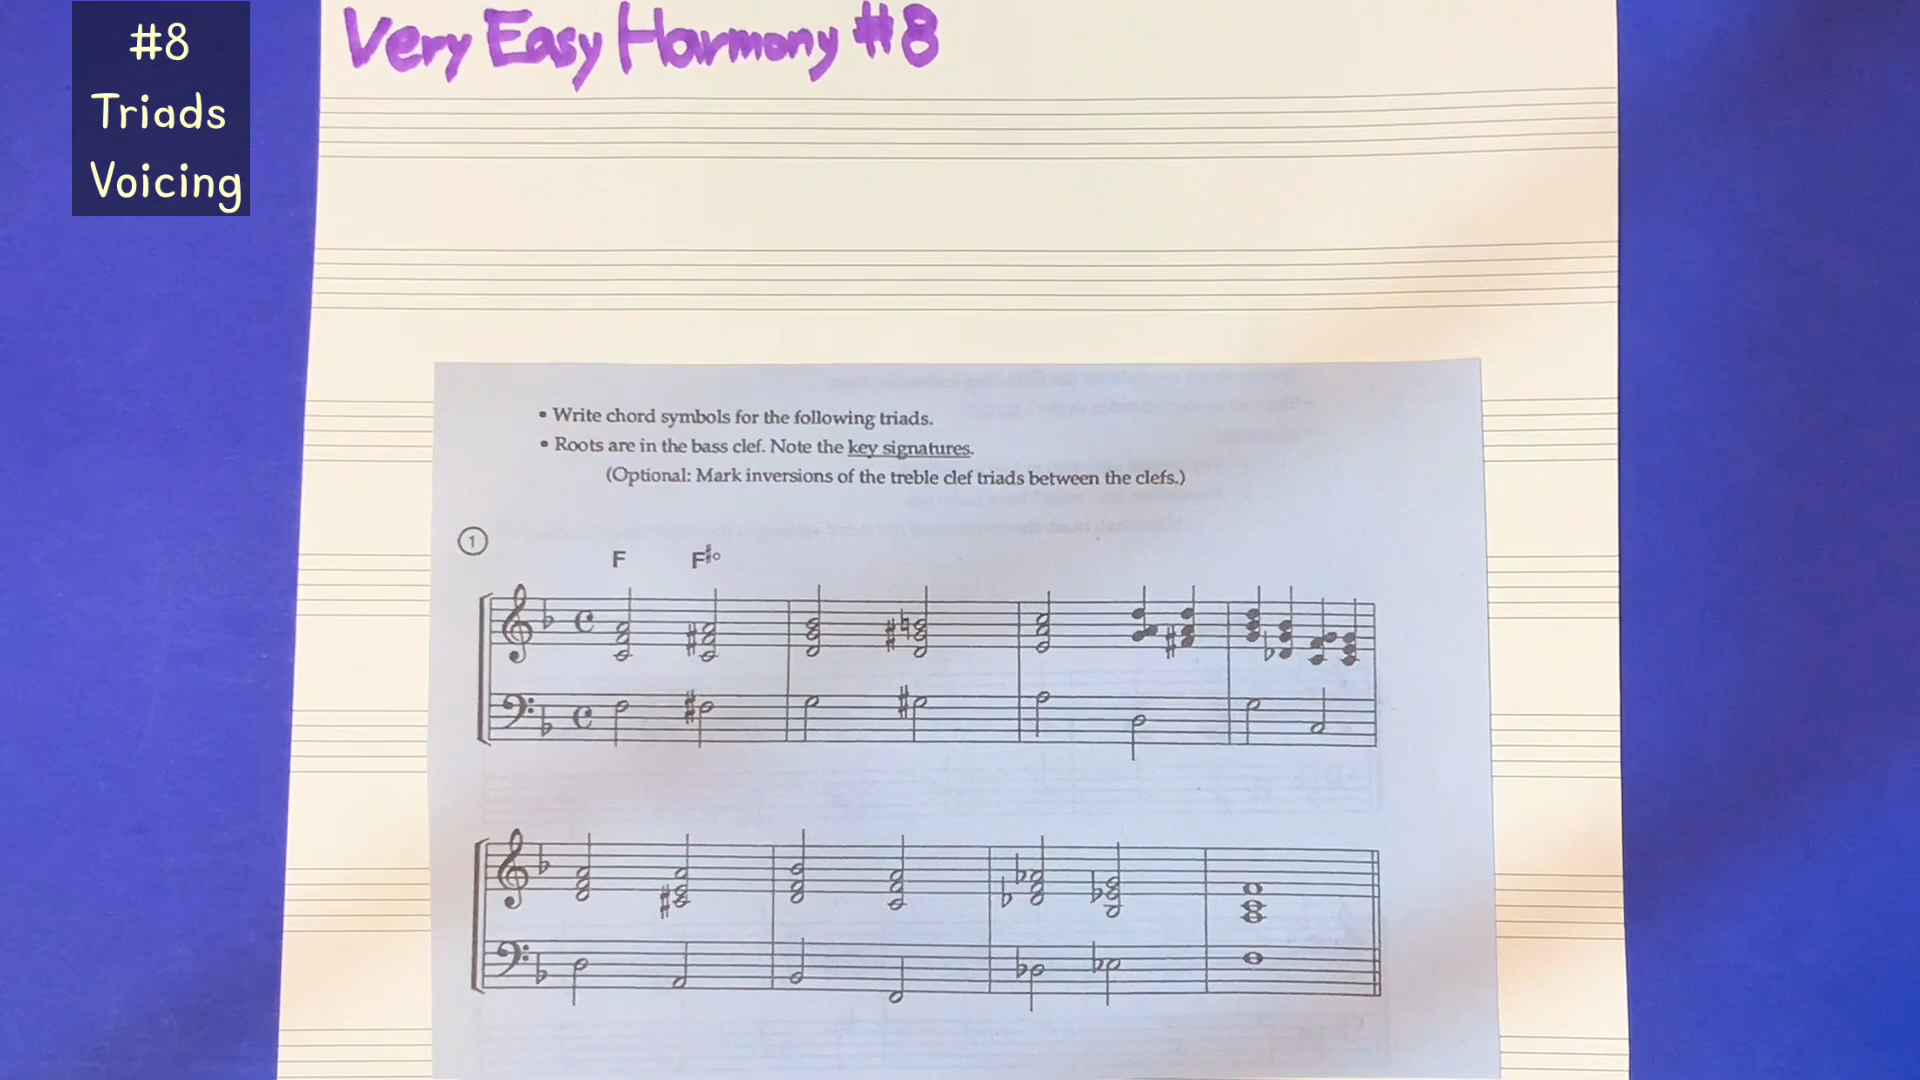 #8
Triads
Voicing
Very Easy Harmony #8
• Write chord symbols for the following triads.
• Roots are in the bass clef. Note the key signatures.
(Optional: Mark inversions of the treble clef triads between the clefs.)
1
F F♯°